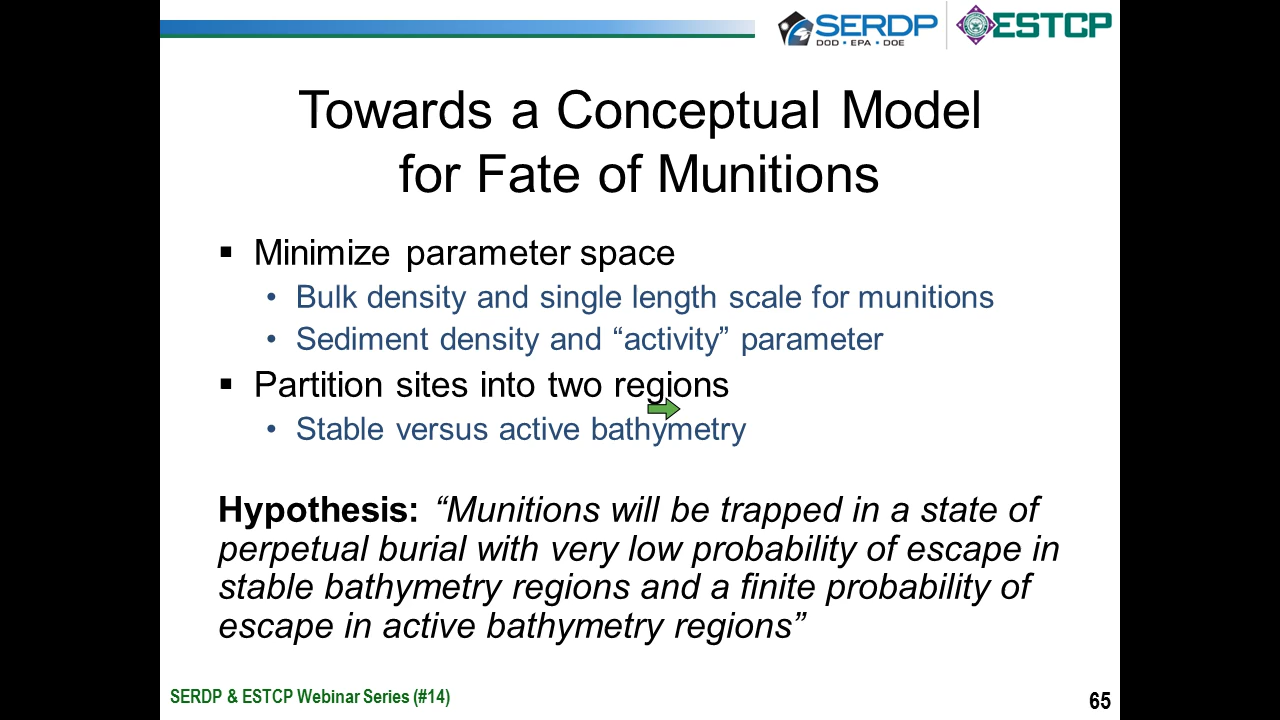 SERDP
DOD • EPA • DOE
ESTCP
Towards a Conceptual Model
for Fate of Munitions
▪ Minimize parameter space
• Bulk density and single length scale for munitions
• Sediment density and “activity” parameter
▪ Partition sites into two regions
• Stable versus active bathymetry
Hypothesis: “Munitions will be trapped in a state of
perpetual burial with very low probability of escape in
stable bathymetry regions and a finite probability of
escape in active bathymetry regions”
SERDP & ESTCP Webinar Series (#14)
65